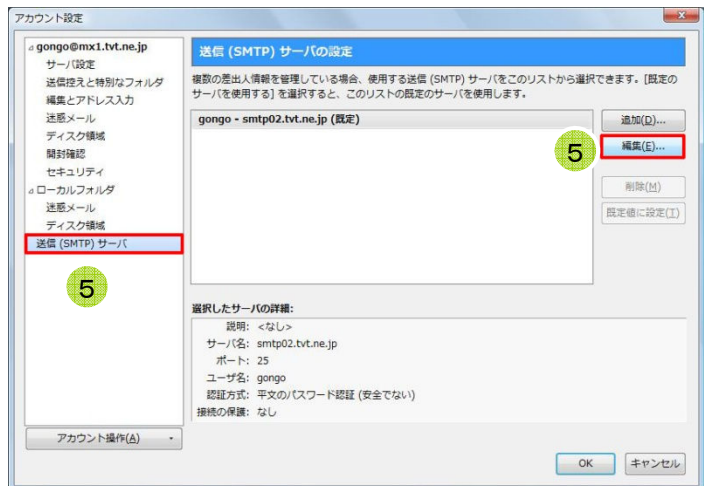 アカウント設定
gongo@mx1.tvt.ne.jp
サーバ設定
送信控えと特別なフォルダ
編集とアドレス入力
迷惑メール
ディスク領域
開封確認
セキュリティ
ローカルフォルダ
迷惑メール
ディスク領域
送信 (SMTP) サーバ
5
アカウント操作(A)
送信 (SMTP) サーバの設定
複数の差出人情報を管理している場合、使用する送信 (SMTP) サーバをこのリストから選択できます。[既定の
サーバを使用する] を選択すると、このリストの既定のサーバを使用します。
gongo - smtp02.tvt.ne.jp (既定)
追加(D)...
5
編集(E)...
削除(M)
既定値に設定(T)
選択したサーバの詳細:
説明: <なし>
サーバ名: smtp02.tvt.ne.jp
ポート: 25
ユーザ名: gongo
認証方式: 平文のパスワード認証 (安全でない)
接続の保護: なし
OK
キャンセル